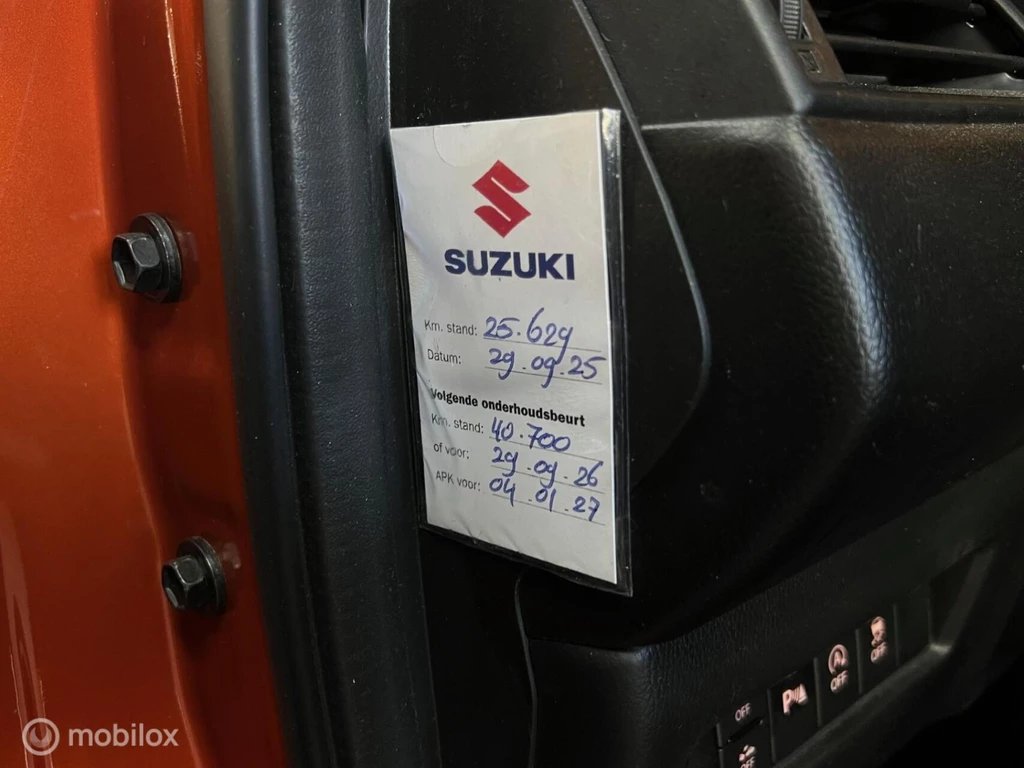 SUZUKI
Km. stand: 25.629
Datum: 29.09.25
Volgende onderhoudsbeurt
Km. stand: 40.700
of voor: 29.09.26
APK voor: 04.01.27
OFF
P
OFF
OFF
mobilox